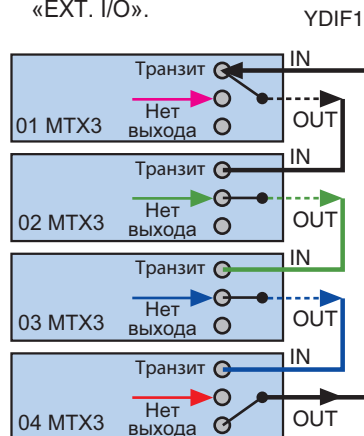 «EXT. I/O».
YDIF1
IN
Транзит
Нет
выхода
01 MTX3
OUT
IN
Транзит
Нет
выхода
02 MTX3
OUT
IN
Транзит
Нет
выхода
03 MTX3
OUT
IN
Транзит
Нет
выхода
04 MTX3
OUT